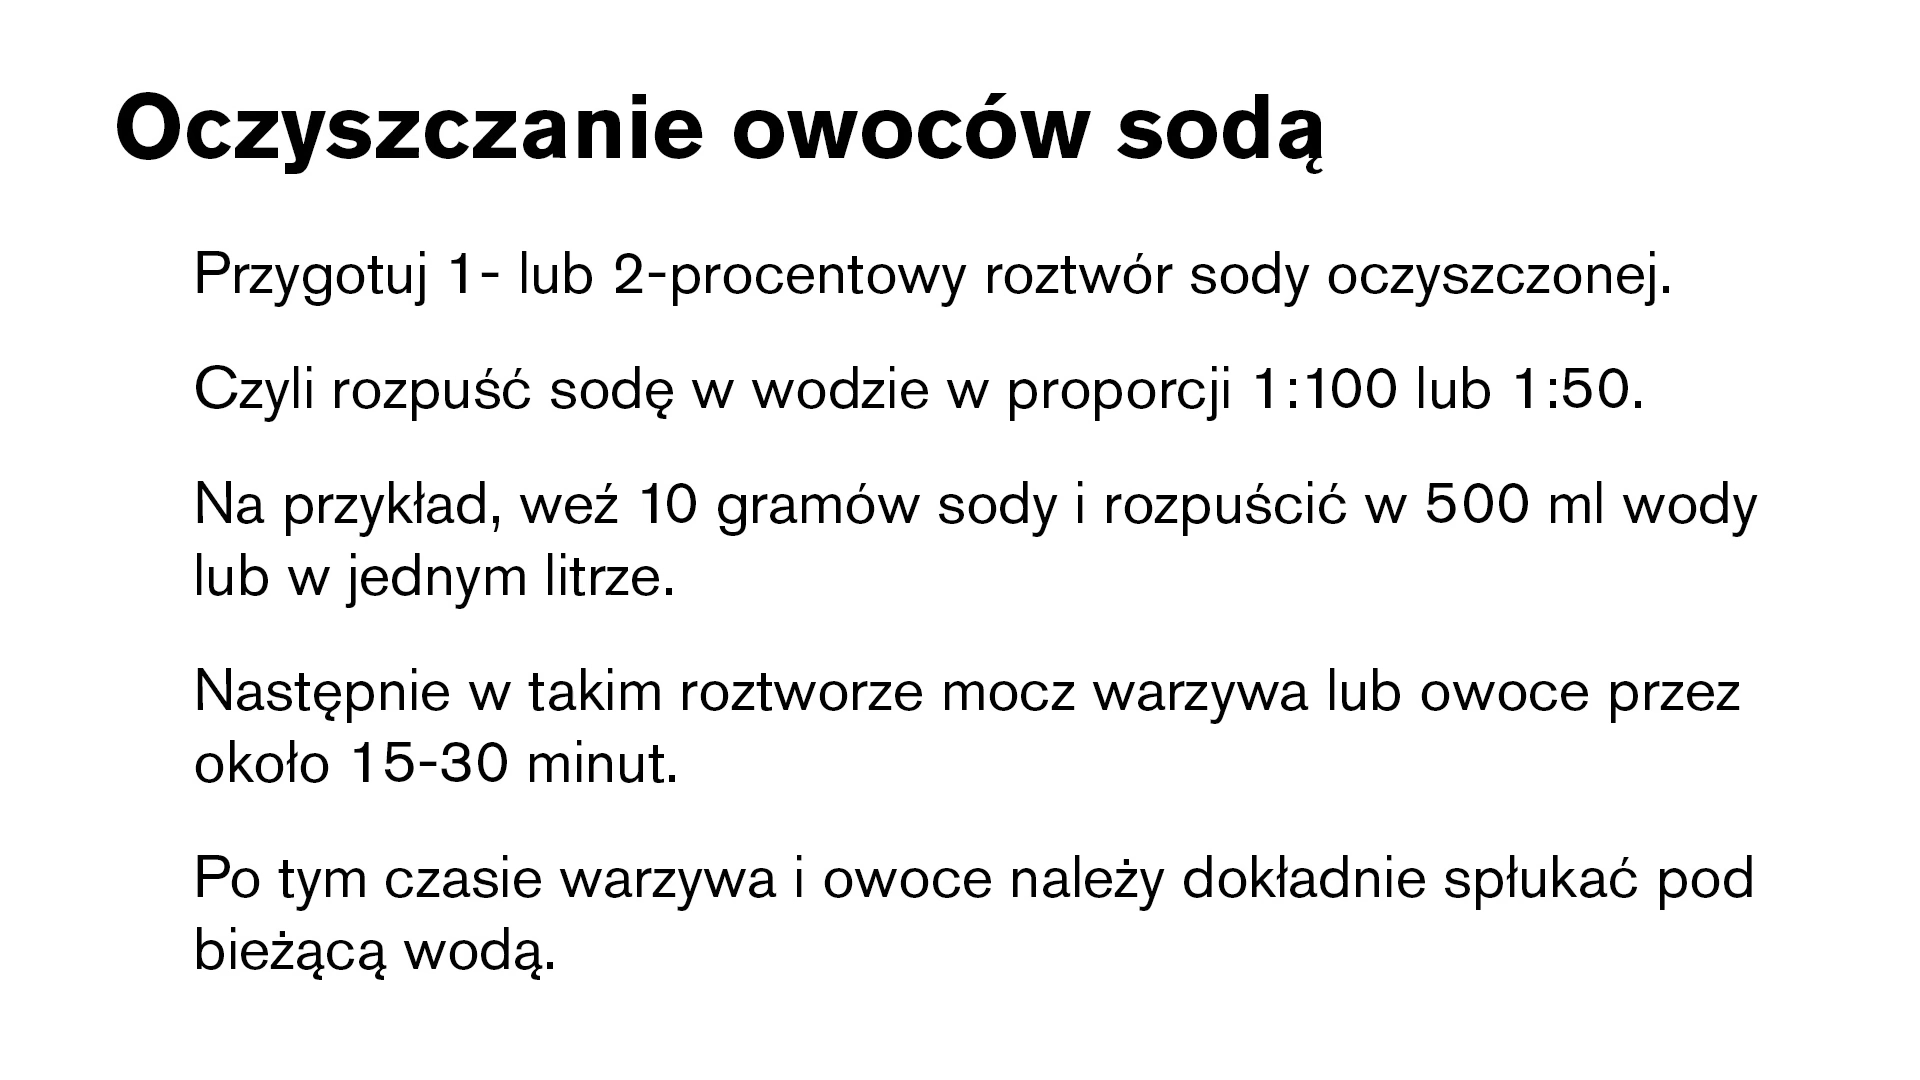 Oczyszczanie owoców sodą
Przygotuj 1- lub 2-procentowy roztwór sody oczyszczonej.
Czyli rozpuść sodę w wodzie w proporcji 1:100 lub 1:50.
Na przykład, weź 10 gramów sody i rozpuścić w 500 ml wody
lub w jednym litrze.
Następnie w takim roztworze mocz warzywa lub owoce przez
około 15-30 minut.
Po tym czasie warzywa i owoce należy dokładnie spłukać pod
bieżącą wodą.